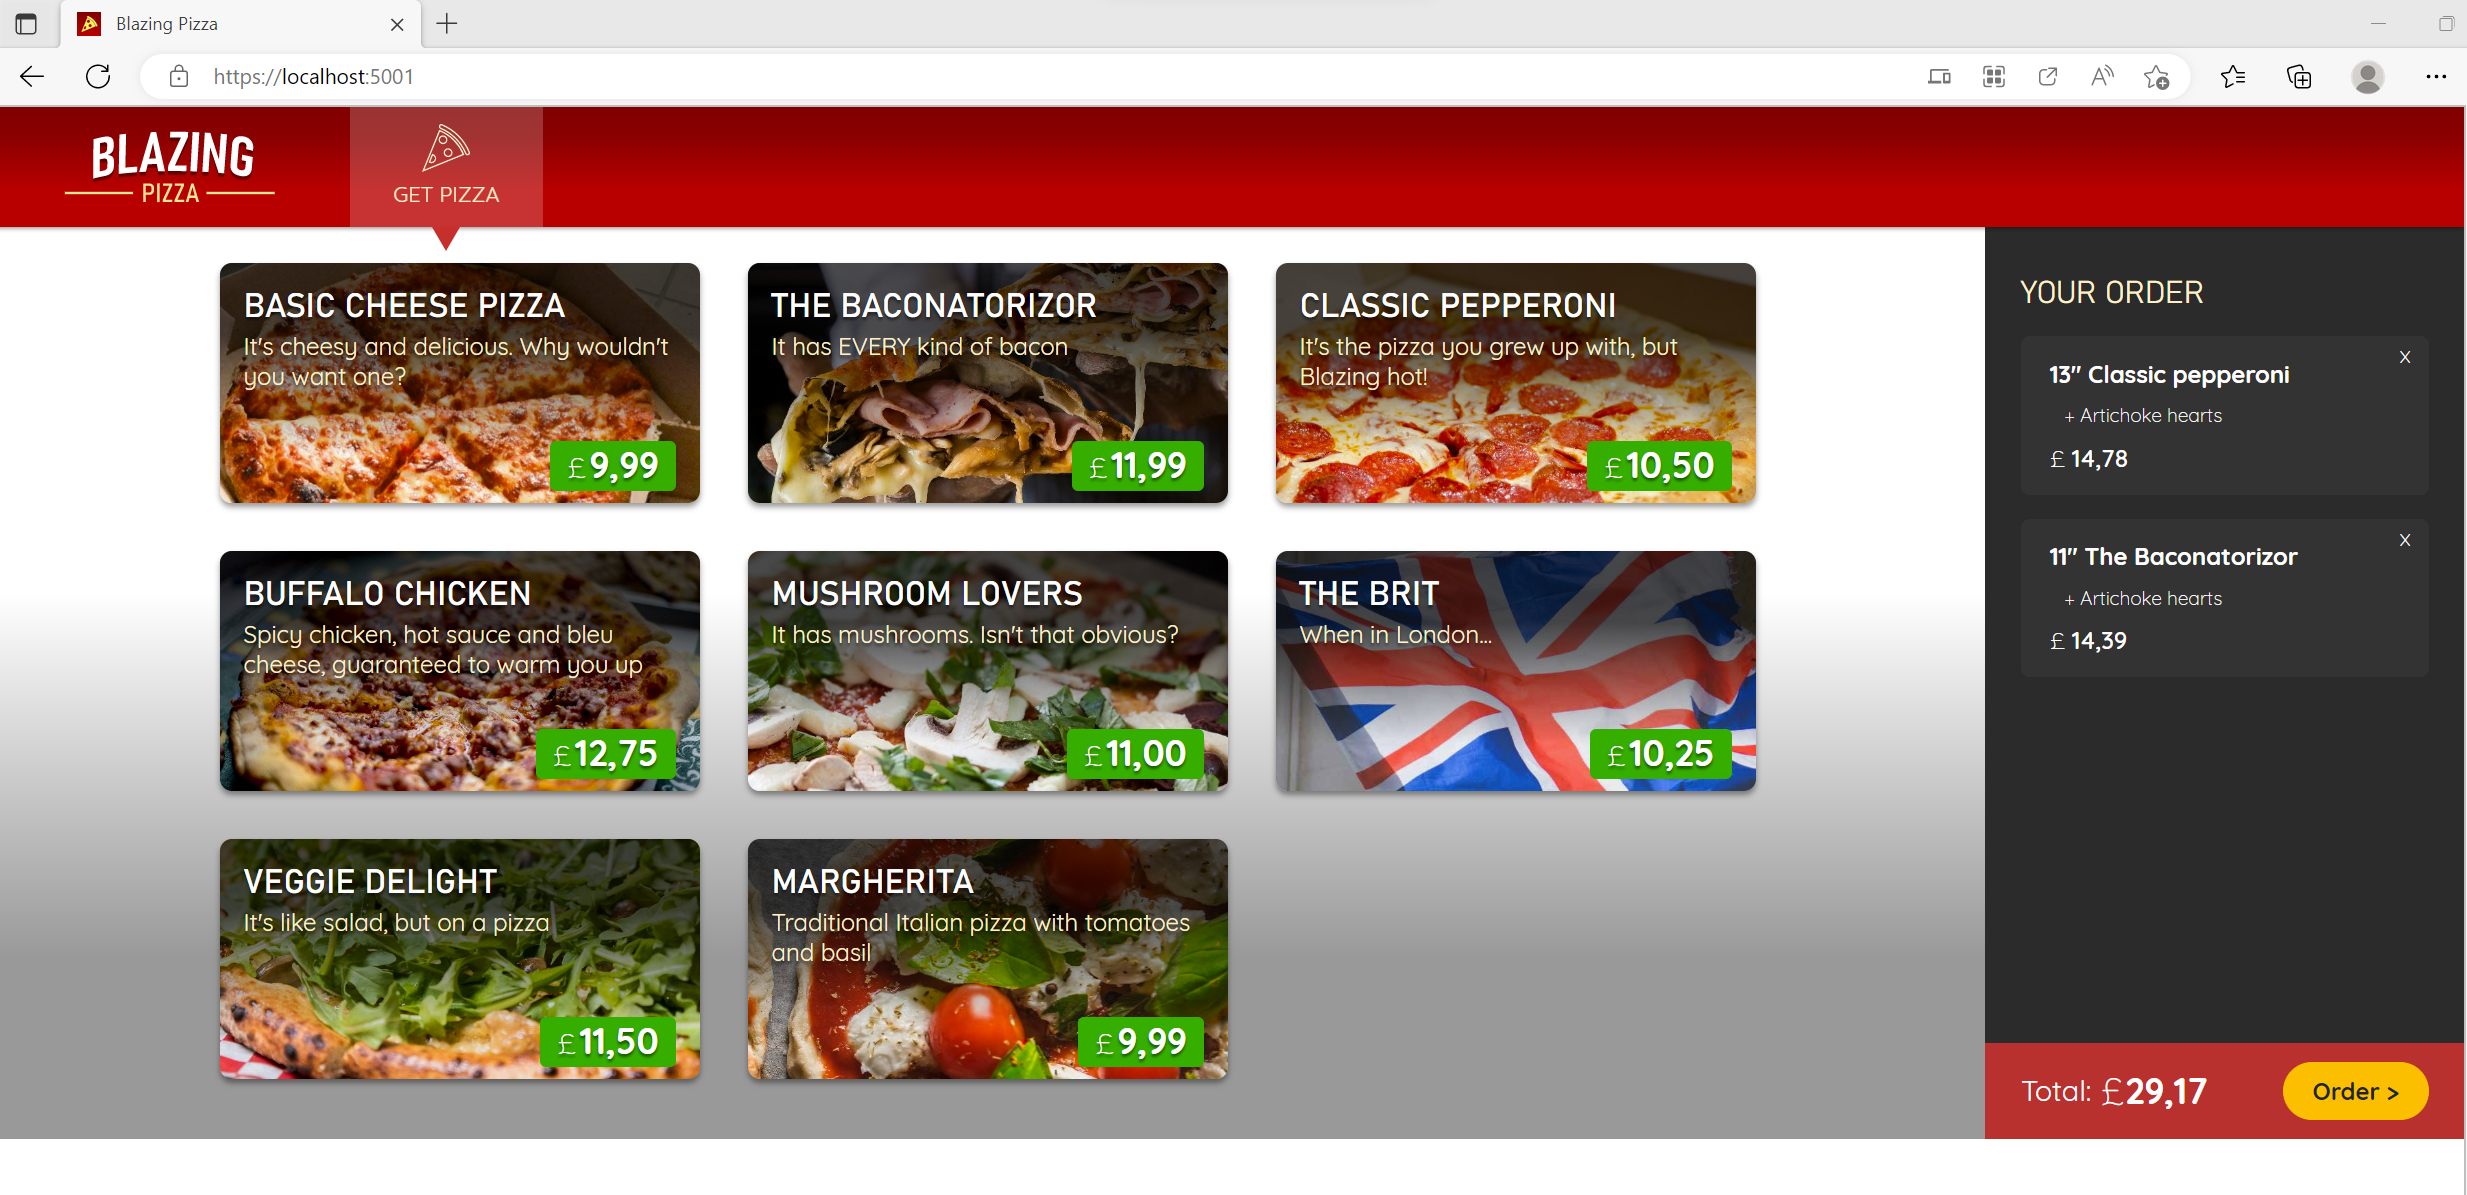 Blazing Pizza
https://localhost:5001
BLAZING
PIZZA
GET PIZZA
BASIC CHEESE PIZZA
It's cheesy and delicious. Why wouldn't
you want one?
£ 9,99
THE BACONATORIZOR
It has EVERY kind of bacon
£ 11,99
CLASSIC PEPPERONI
It's the pizza you grew up with, but
Blazing hot!
£ 10,50
BUFFALO CHICKEN
Spicy chicken, hot sauce and bleu
cheese, guaranteed to warm you up
£ 12,75
MUSHROOM LOVERS
It has mushrooms. Isn't that obvious?
£ 11,00
THE BRIT
When in London...
£ 10,25
VEGGIE DELIGHT
It's like salad, but on a pizza
£ 11,50
MARGHERITA
Traditional Italian pizza with tomatoes
and basil
£ 9,99
YOUR ORDER
x
13" Classic pepperoni
+ Artichoke hearts
£ 14,78
x
11" The Baconatorizor
+ Artichoke hearts
£ 14,39
Total: £29,17
Order >